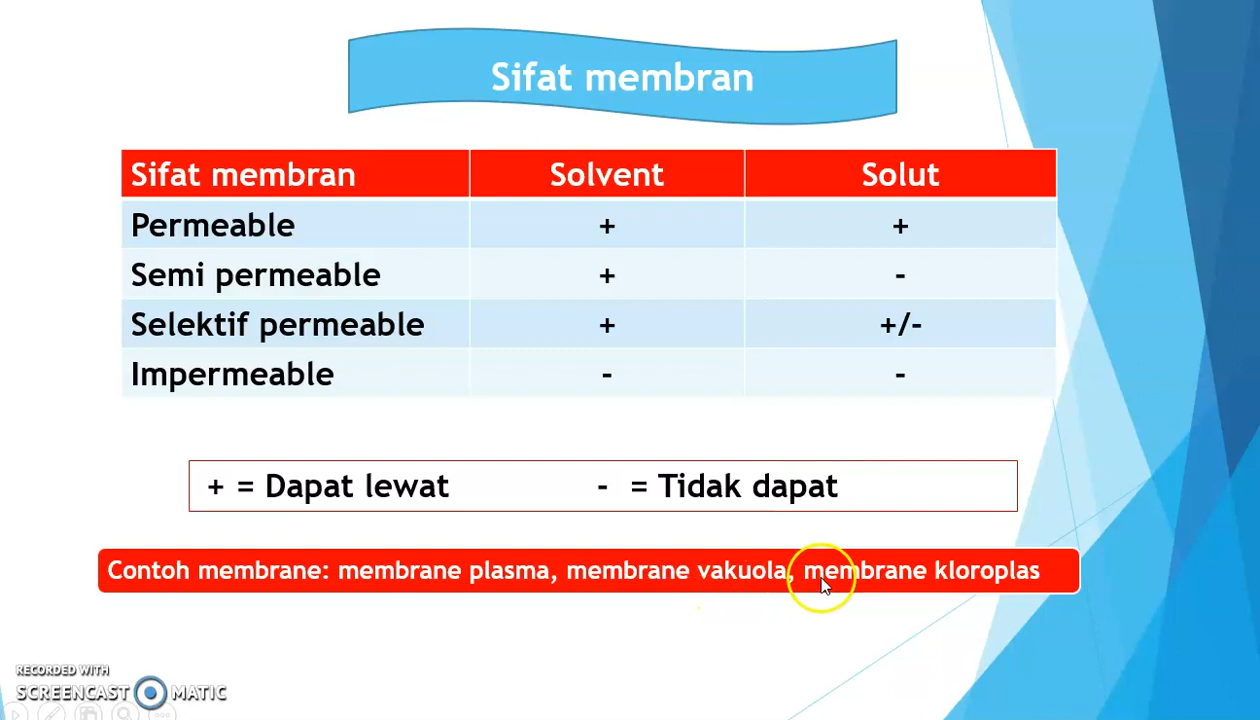 Sifat membran
Sifat membran Solvent Solut
Permeable + +
Semi permeable + -
Selektif permeable + +/-
Impermeable - -
+ = Dapat lewat - = Tidak dapat
Contoh membrane: membrane plasma, membrane vakuola, membrane kloroplas
RECORDED WITH
SCREENCAST MATIC